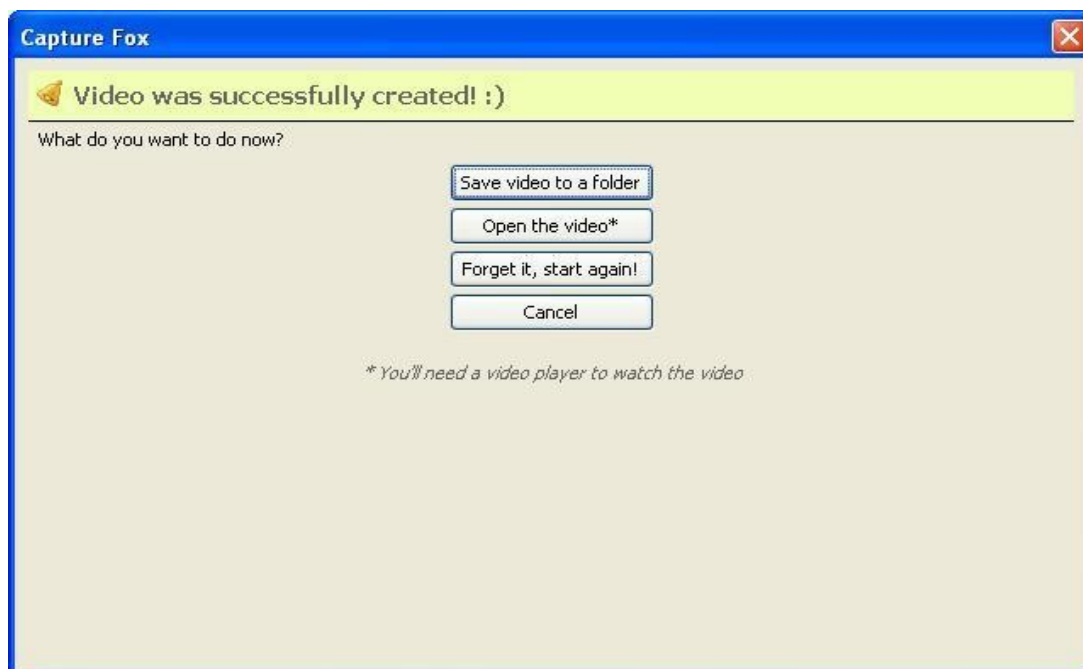 Capture Fox
Video was successfully created! :)
What do you want to do now?
Save video to a folder
Open the video*
Forget it, start again!
Cancel
* You'll need a video player to watch the video